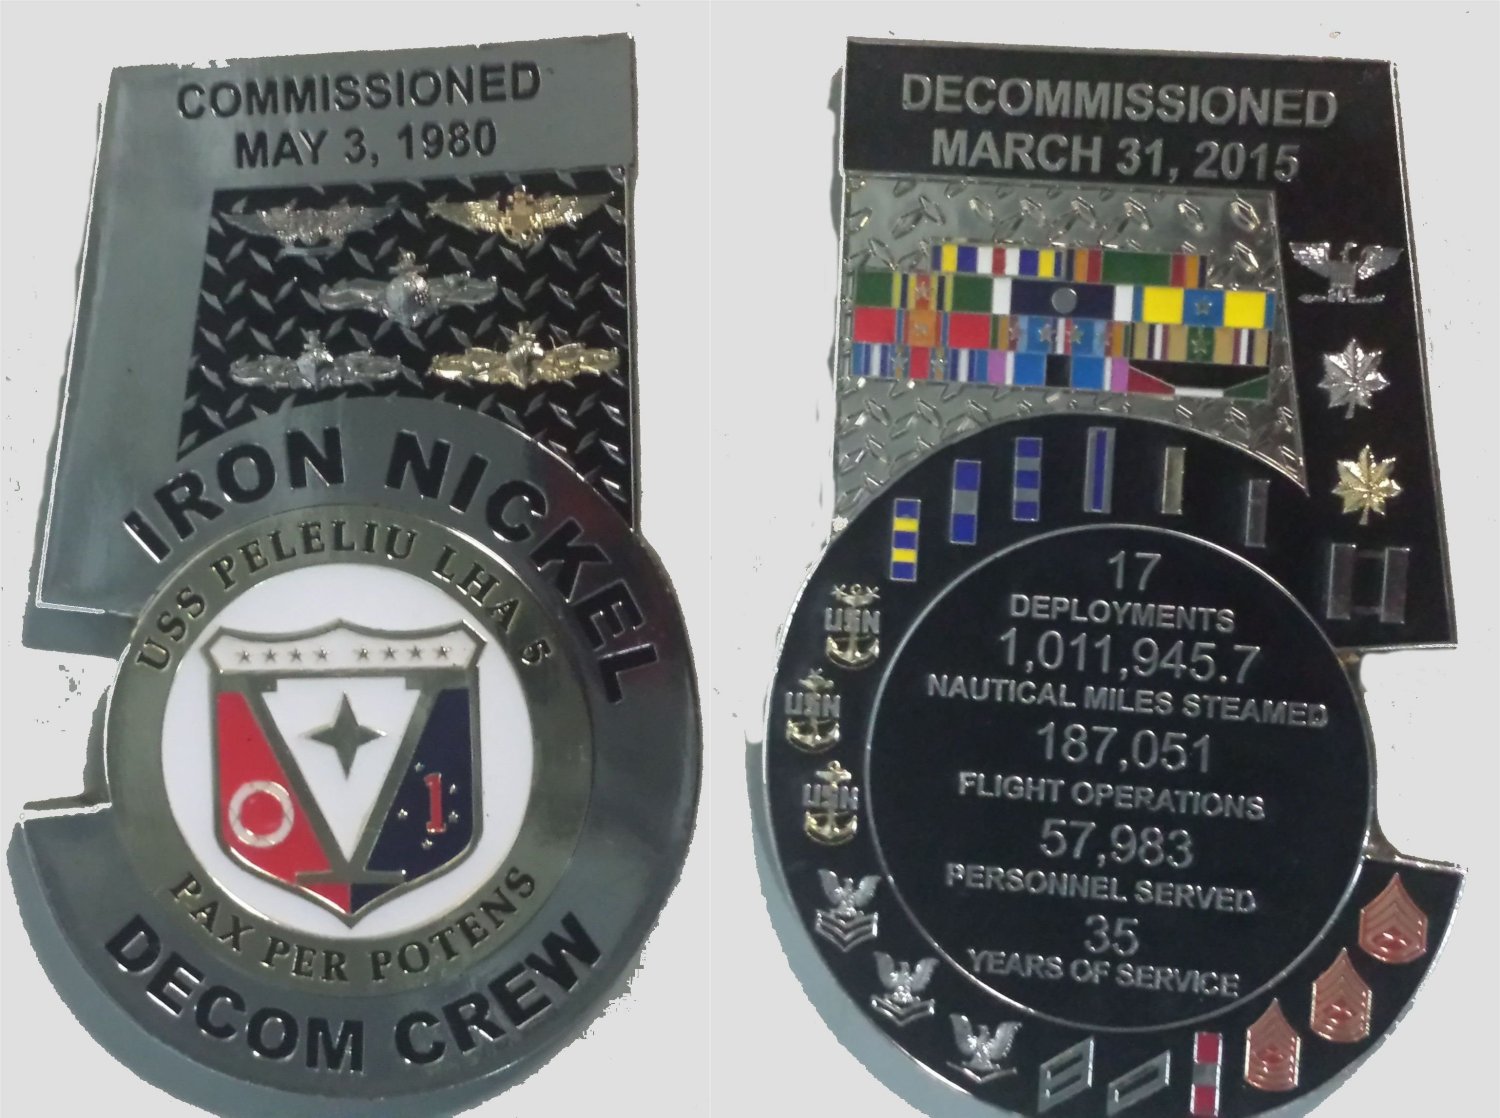 COMMISSIONED
MAY 3, 1980
IRON NICKEL
USS PELELIU LHA 5
1
PAX PER POTENS
DECOM CREW
DECOMMISSIONED
MARCH 31, 2015
USN
USN
USN
17
DEPLOYMENTS
1,011,945.7
NAUTICAL MILES STEAMED
187,051
FLIGHT OPERATIONS
57,983
PERSONNEL SERVED
35
YEARS OF SERVICE